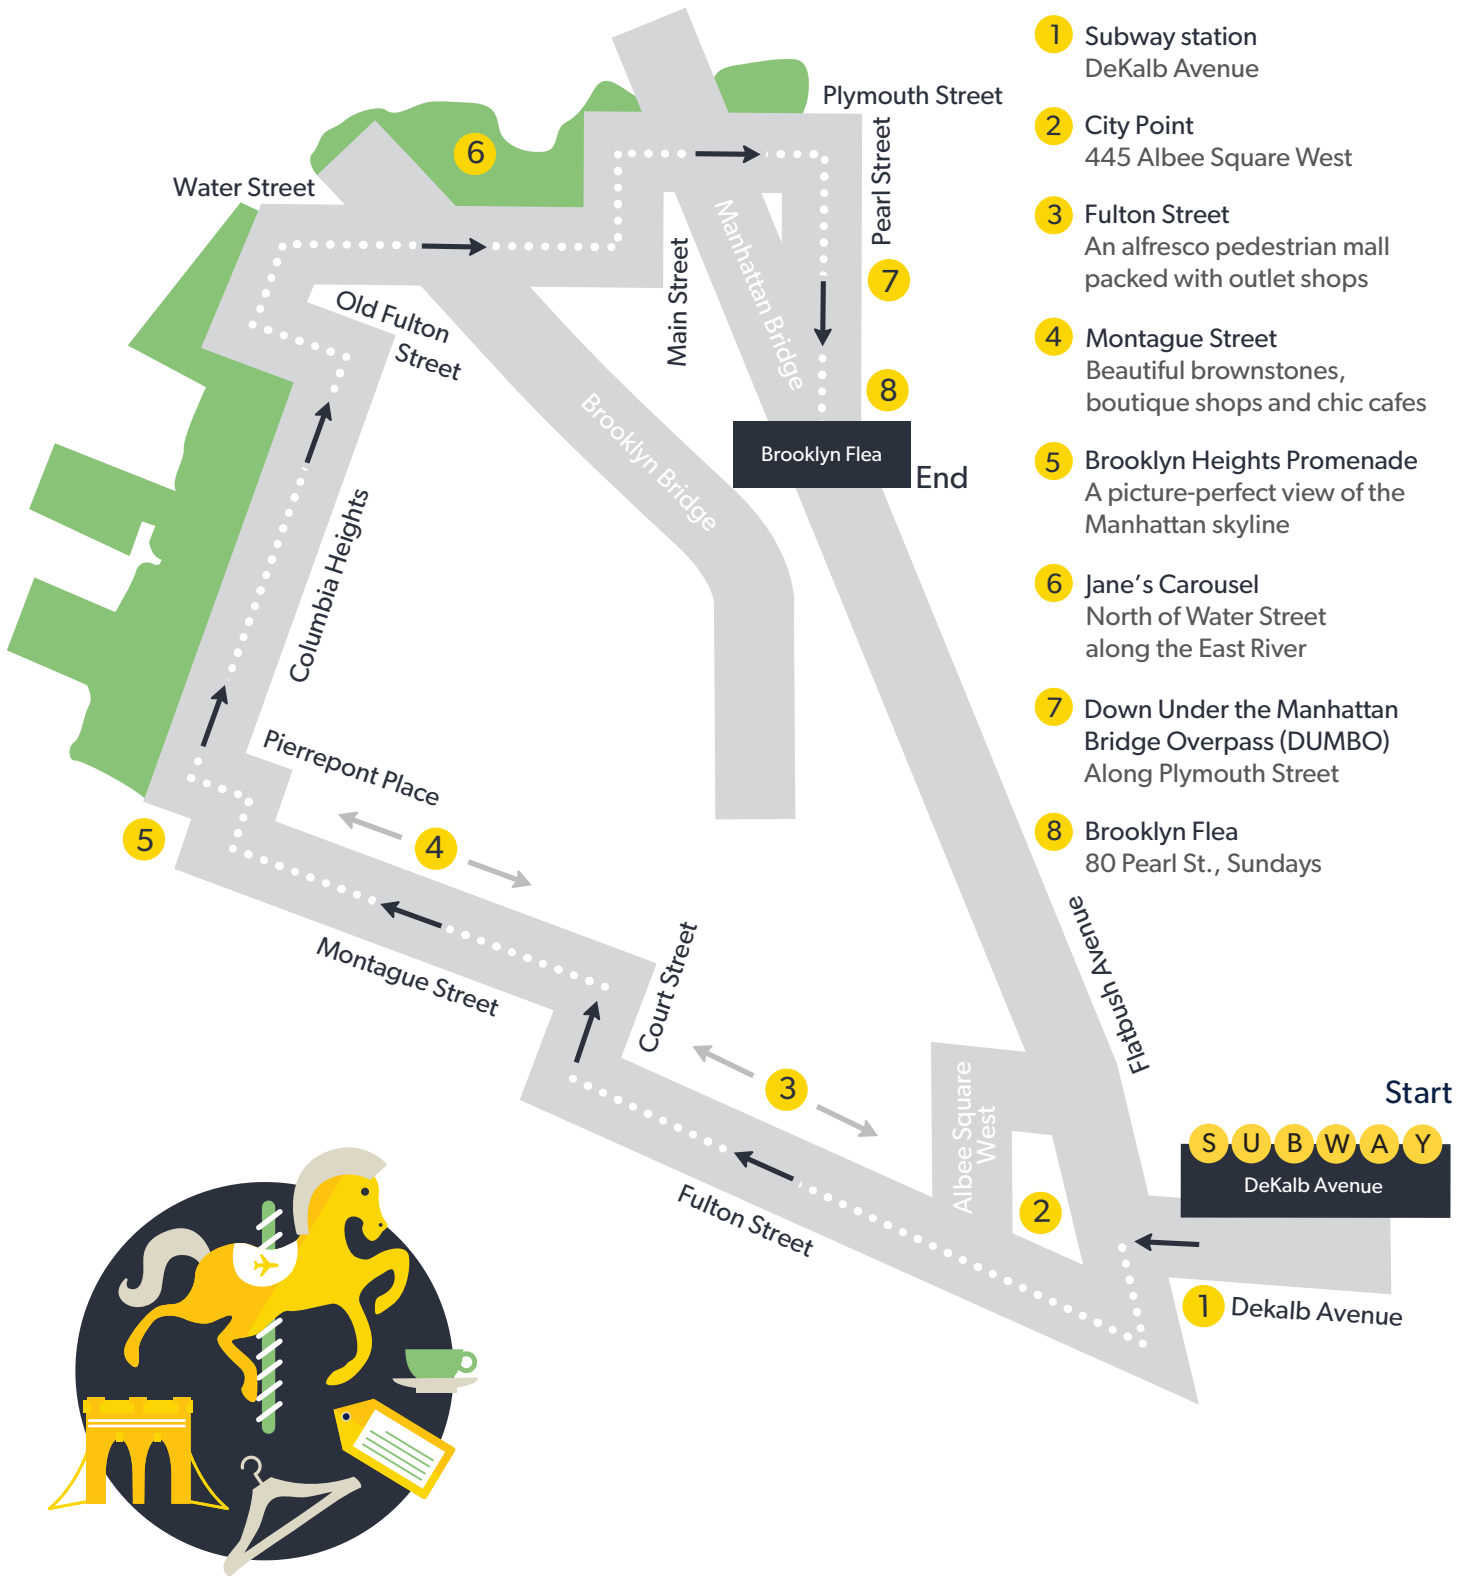 Plymouth Street
Pearl Street
6
Water Street
Manhattan Bridge
Main Street
7
Old Fulton
Street
8
Brooklyn Bridge
Brooklyn Flea
End
Columbia Heights
Pierrepont Place
5
4
Montague Street
Court Street
3
Fulton Street
Flatbush Avenue
Albee Square
West
2
Start
SUBWAY
DeKalb Avenue
1
Dekalb Avenue
1 Subway station
DeKalb Avenue
2 City Point
445 Albee Square West
3 Fulton Street
An alfresco pedestrian mall
packed with outlet shops
4 Montague Street
Beautiful brownstones,
boutique shops and chic cafes
5 Brooklyn Heights Promenade
A picture-perfect view of the
Manhattan skyline
6 Jane's Carousel
North of Water Street
along the East River
7 Down Under the Manhattan
Bridge Overpass (DUMBO)
Along Plymouth Street
8 Brooklyn Flea
80 Pearl St., Sundays